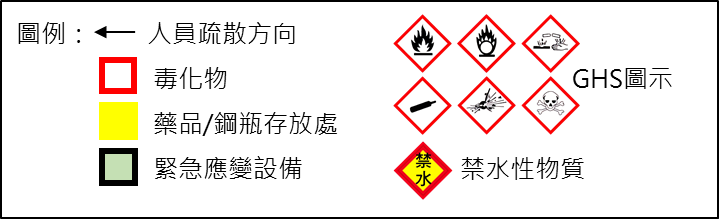 圖例：人員疏散方向
毒化物
藥品/鋼瓶存放處
緊急應變設備
GHS圖示
禁水
禁水性物質